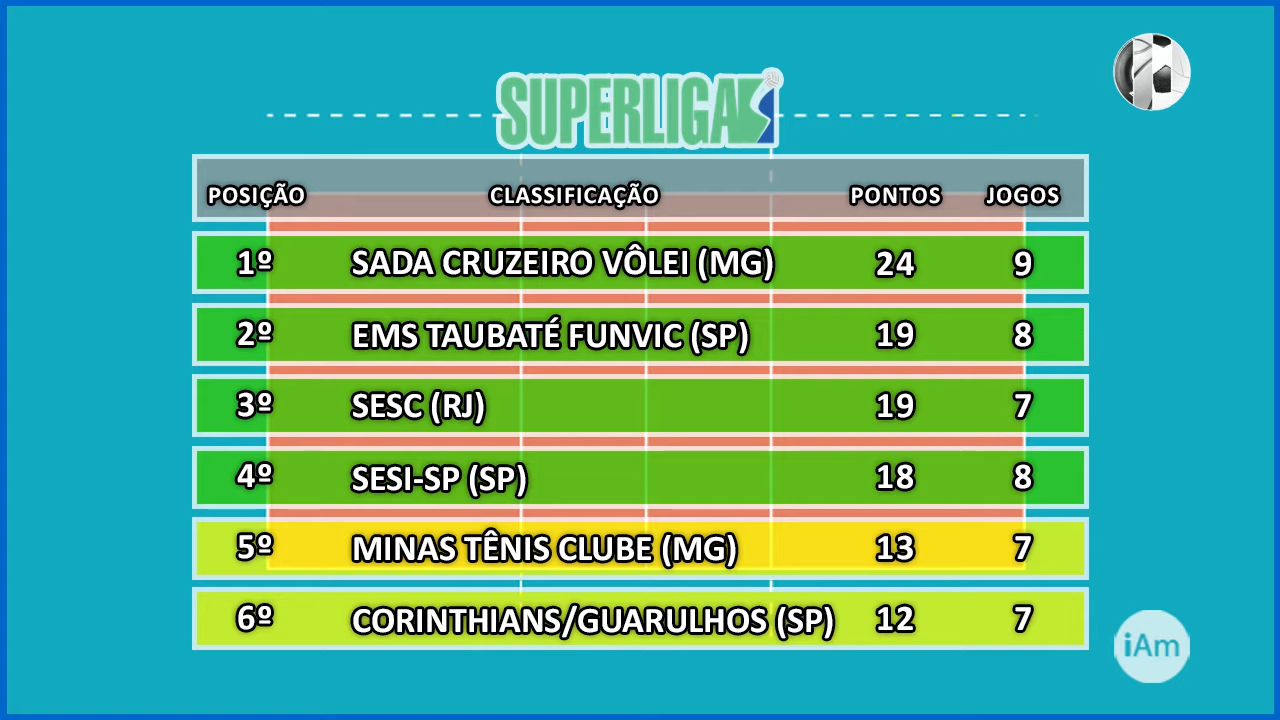 SUPERLIGA
POSIÇÃO CLASSIFICAÇÃO PONTOS JOGOS
1º SADA CRUZEIRO VÔLEI (MG) 24 9
2º EMS TAUBATÉ FUNVIC (SP) 19 8
3º SESC (RJ) 19 7
4º SESI-SP (SP) 18 8
5º MINAS TÊNIS CLUBE (MG) 13 7
6º CORINTHIANS/GUARULHOS (SP) 12 7
iAm